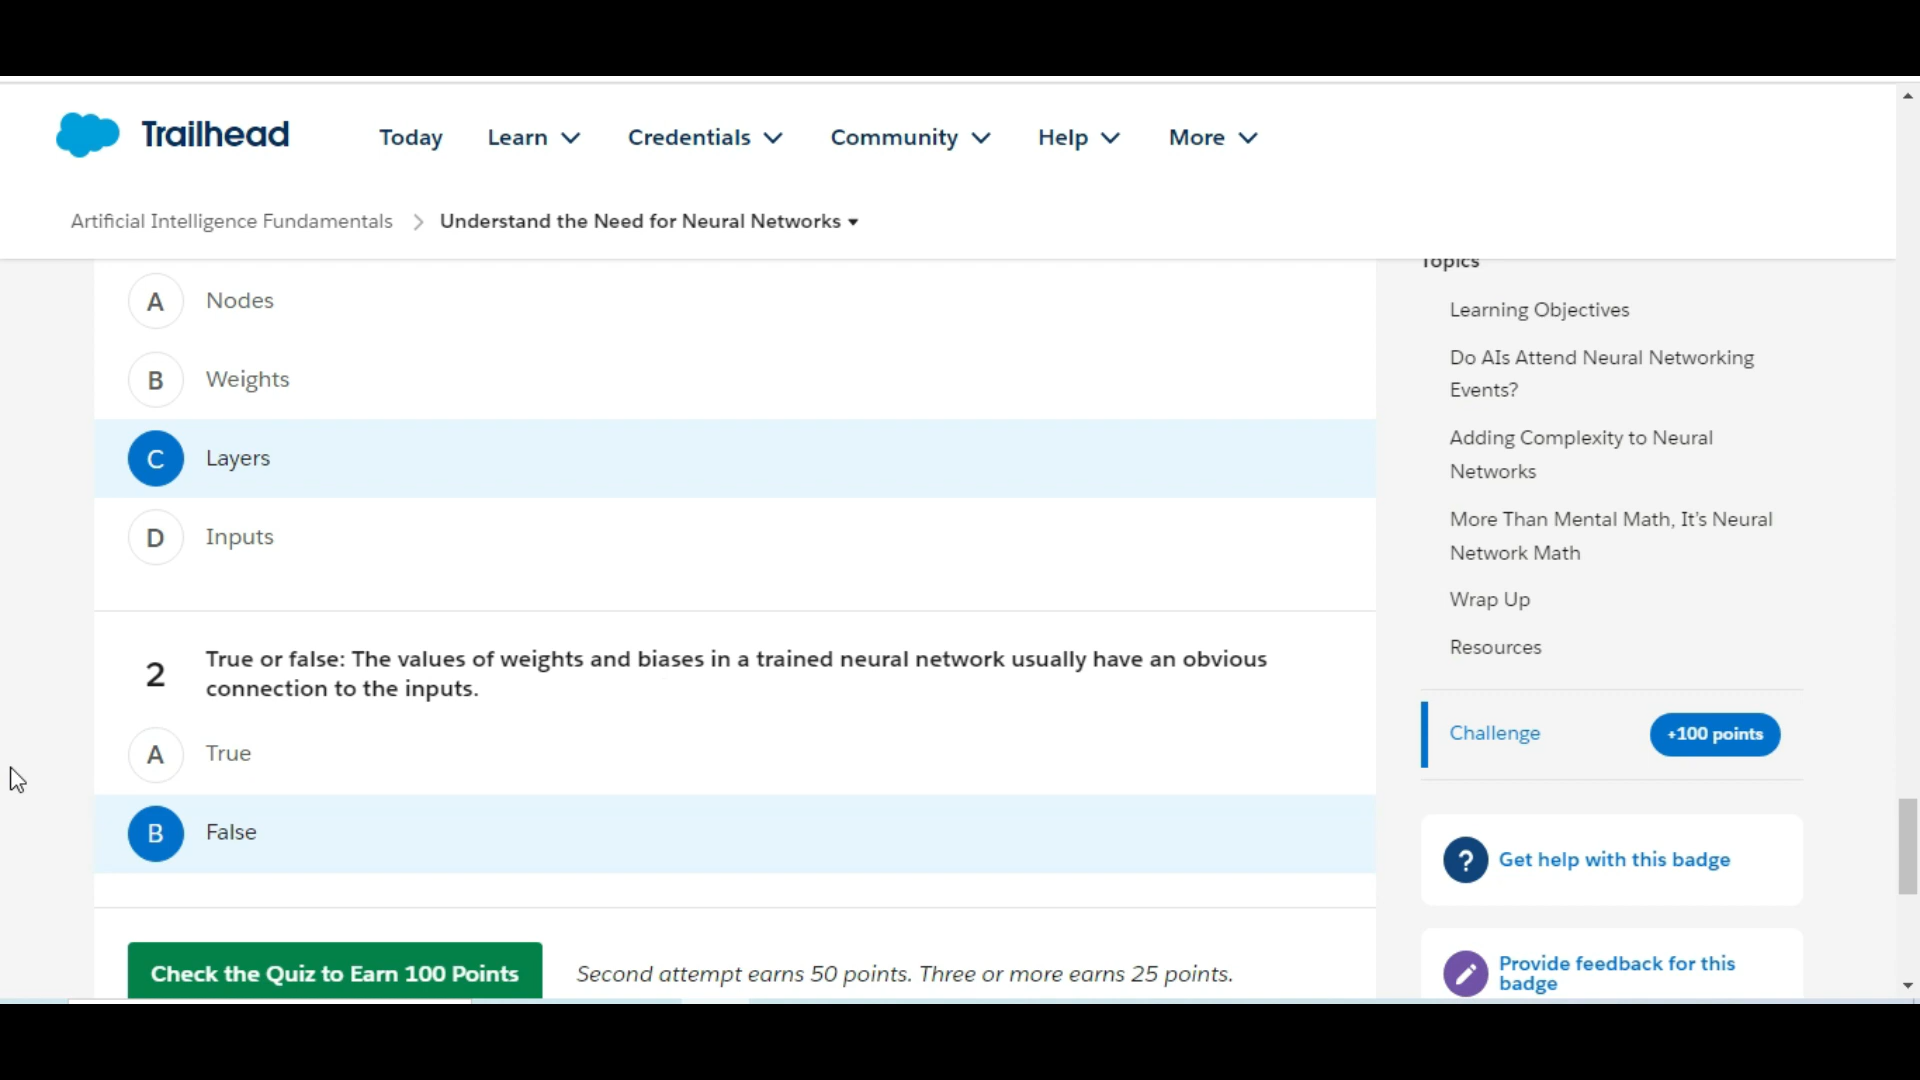 Trailhead
Today
Learn
Credentials
Community
Help
More
Artificial Intelligence Fundamentals
Understand the Need for Neural Networks
A Nodes
B Weights
C Layers
D Inputs
2
True or false: The values of weights and biases in a trained neural network usually have an obvious
connection to the inputs.
A True
B False
Check the Quiz to Earn 100 Points
Second attempt earns 50 points. Three or more earns 25 points.
Topics
Learning Objectives
Do AIs Attend Neural Networking
Events?
Adding Complexity to Neural
Networks
More Than Mental Math, It's Neural
Network Math
Wrap Up
Resources
Challenge
+100 points
? Get help with this badge
Provide feedback for this
badge